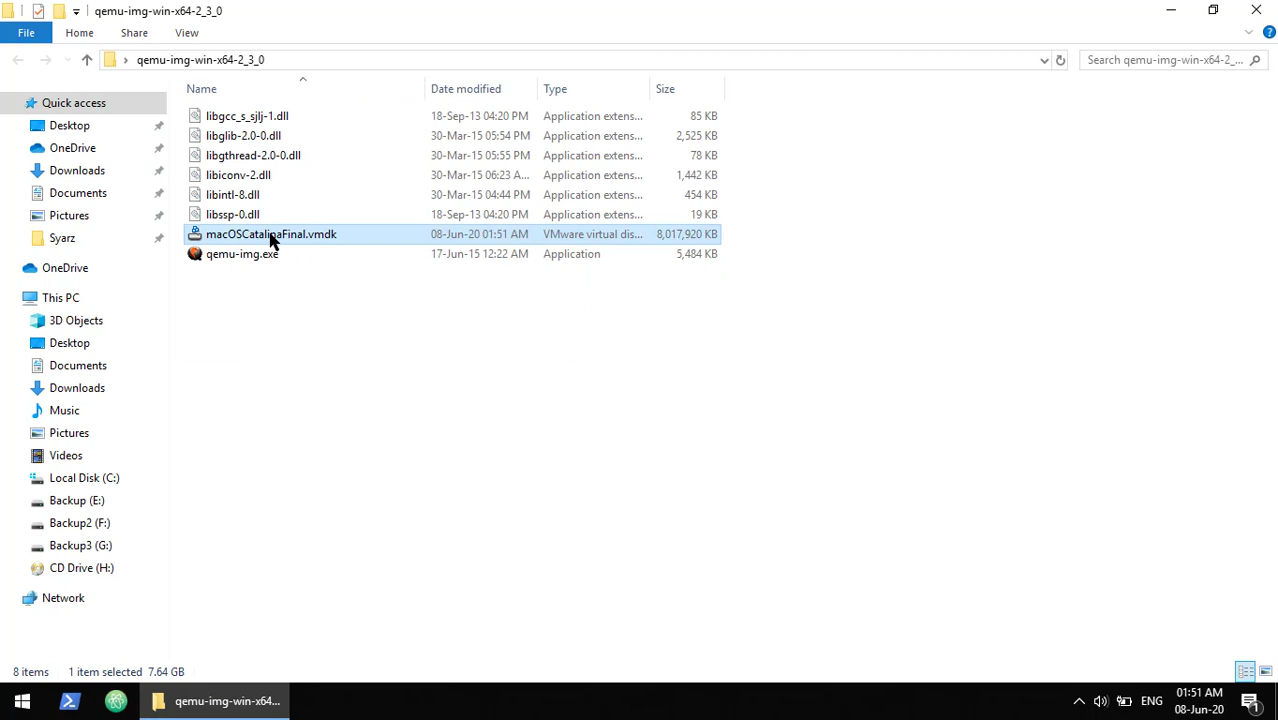 qemu-img-win-x64-2_3_0
File Home Share View
qemu-img-win-x64-2_3_0 Search qemu-img-win-x64-2_...
Name Date modified Type Size
Quick access
Desktop
OneDrive
Downloads
Documents
Pictures
Syarz
OneDrive
This PC
3D Objects
Desktop
Documents
Downloads
Music
Pictures
Videos
Local Disk (C:)
Backup (E:)
Backup2 (F:)
Backup3 (G:)
CD Drive (H:)
Network
libgcc_s_sjlj-1.dll 18-Sep-13 04:20 PM Application extens... 85 KB
libglib-2.0-0.dll 30-Mar-15 05:54 PM Application extens... 2,525 KB
libgthread-2.0-0.dll 30-Mar-15 05:55 PM Application extens... 78 KB
libiconv-2.dll 30-Mar-15 06:23 A... Application extens... 1,442 KB
libintl-8.dll 30-Mar-15 04:44 PM Application extens... 454 KB
libssp-0.dll 18-Sep-13 04:20 PM Application extens... 19 KB
macOSCatalinaFinal.vmdk 08-Jun-20 01:51 AM VMware virtual dis... 8,017,920 KB
qemu-img.exe 17-Jun-15 12:22 AM Application 5,484 KB
8 items 1 item selected 7.64 GB
qemu-img-win-x64... ENG 01:51 AM
08-Jun-20 1